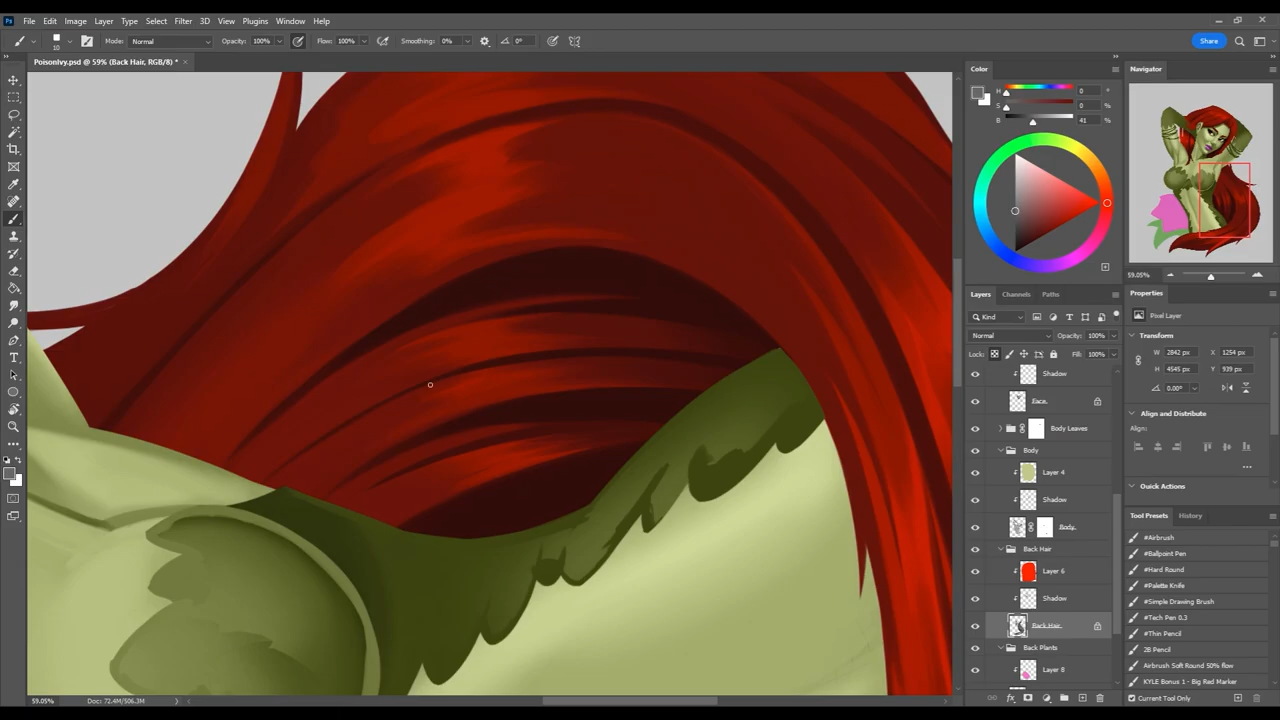 Ps File Edit Image Layer Type Select Filter 3D View Plugins Window Help
10 Mode: Normal Opacity: 100% Flow: 100% Smoothing: 0% 0° Share
PoisonIvy.psd @ 59% (Back Hair, RGB/8) * ×
Color
H 0 °
S 0 %
B 41 %
Navigator
59.05%
Layers Channels Paths
Kind
Normal Opacity: 100%
Lock: Fill: 100%
Shadow
Face
Body Leaves
Body
Layer 4
Shadow
Body
Back Hair
Layer 6
Shadow
Back Hair
Back Plants
Layer 8
Properties
Pixel Layer
Transform
W 2842 px X 1254 px
H 4545 px Y 939 px
0.00°
Align and Distribute
Align:
Quick Actions
Tool Presets History
#Airbrush
#Ballpoint Pen
#Hard Round
#Palette Knife
#Simple Drawing Brush
#Tech Pen 0.3
#Thin Pencil
2B Pencil
Airbrush Soft Round 50% flow
KYLE Bonus 1 - Big Red Marker
Current Tool Only
59.05% Doc: 72.4M/506.3M